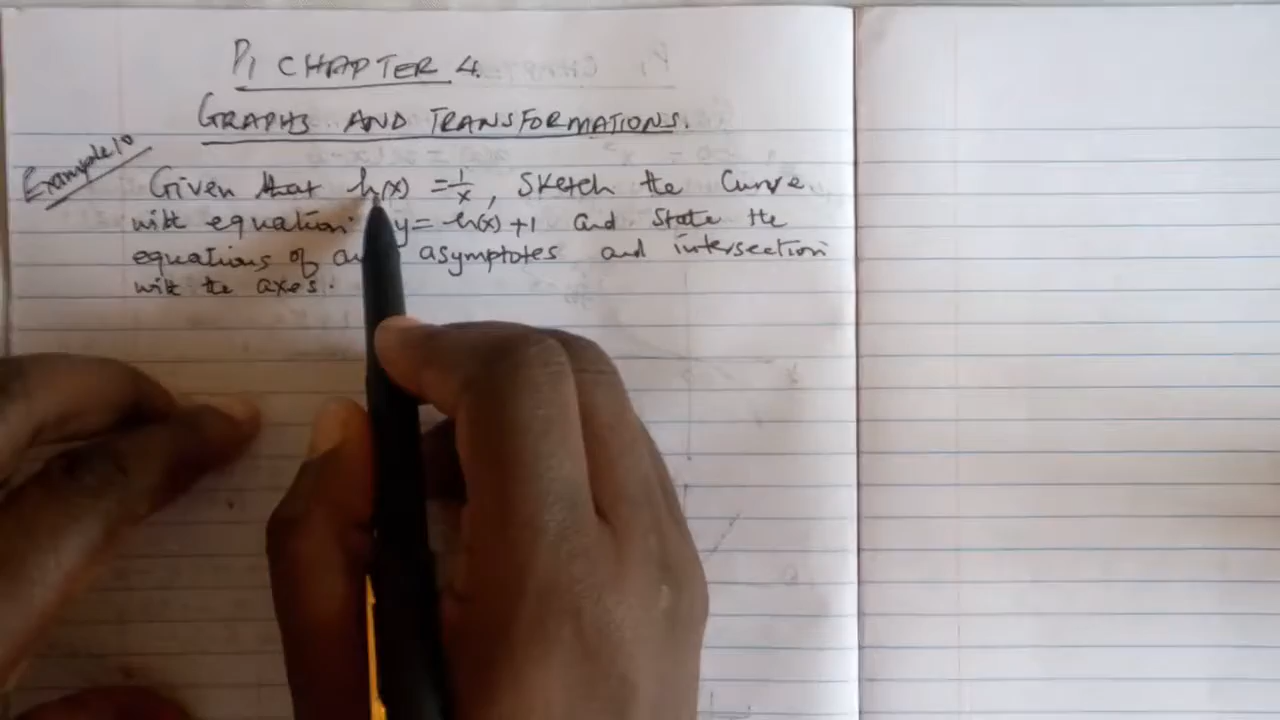 P1 CHAPTER 4.
GRAPHS AND TRANSFORMATIONS.
Example 10
Given that h(x) = 1/x, Sketch the Curve
with equation y = h(x) + 1 and state the
equations of asymptotes and intersection
with the axes.